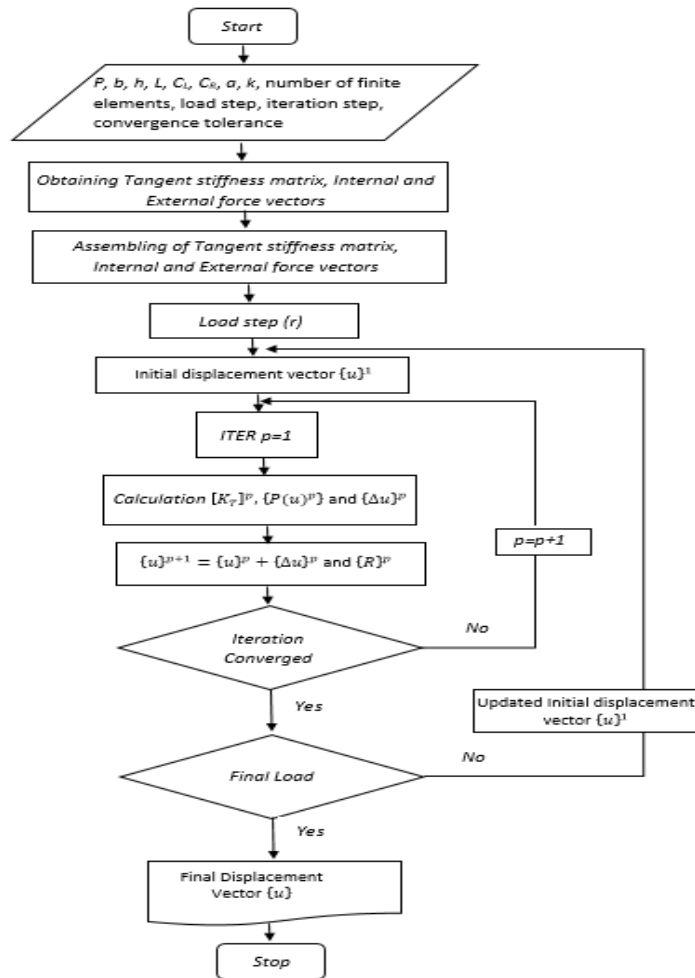 Start
P, b, h, L, C_L, C_R, a, k, number of finite
elements, load step, iteration step,
convergence tolerance
Obtaining Tangent stiffness matrix, Internal and
External force vectors
Assembling of Tangent stiffness matrix,
Internal and External force vectors
Load step (r)
Initial displacement vector {u}¹
ITER p=1
Calculation [K_T]ᵖ, {P(u)ᵖ} and {Δu}ᵖ
p=p+1
{u}ᵖ⁺¹ = {u}ᵖ + {Δu}ᵖ and {R}ᵖ
Iteration
Converged
No
Yes
Updated Initial displacement
vector {u}¹
Final Load
No
Yes
Final Displacement
Vector {u}
Stop